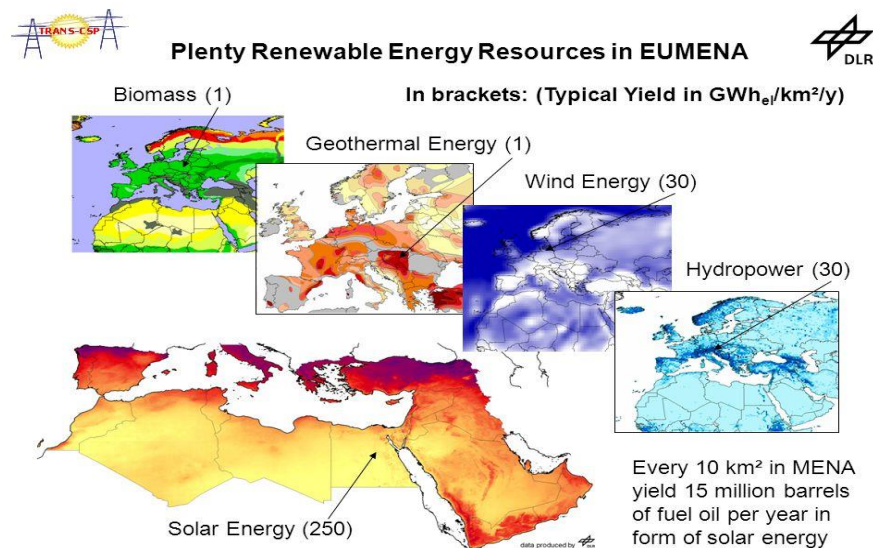 TRANS-CSP
DLR
Plenty Renewable Energy Resources in EUMENA
Biomass (1)
In brackets: (Typical Yield in GWhₑₗ/km²/y)
Geothermal Energy (1)
Wind Energy (30)
Hydropower (30)
Solar Energy (250)
Every 10 km² in MENA
yield 15 million barrels
of fuel oil per year in
form of solar energy
data produced by DLR